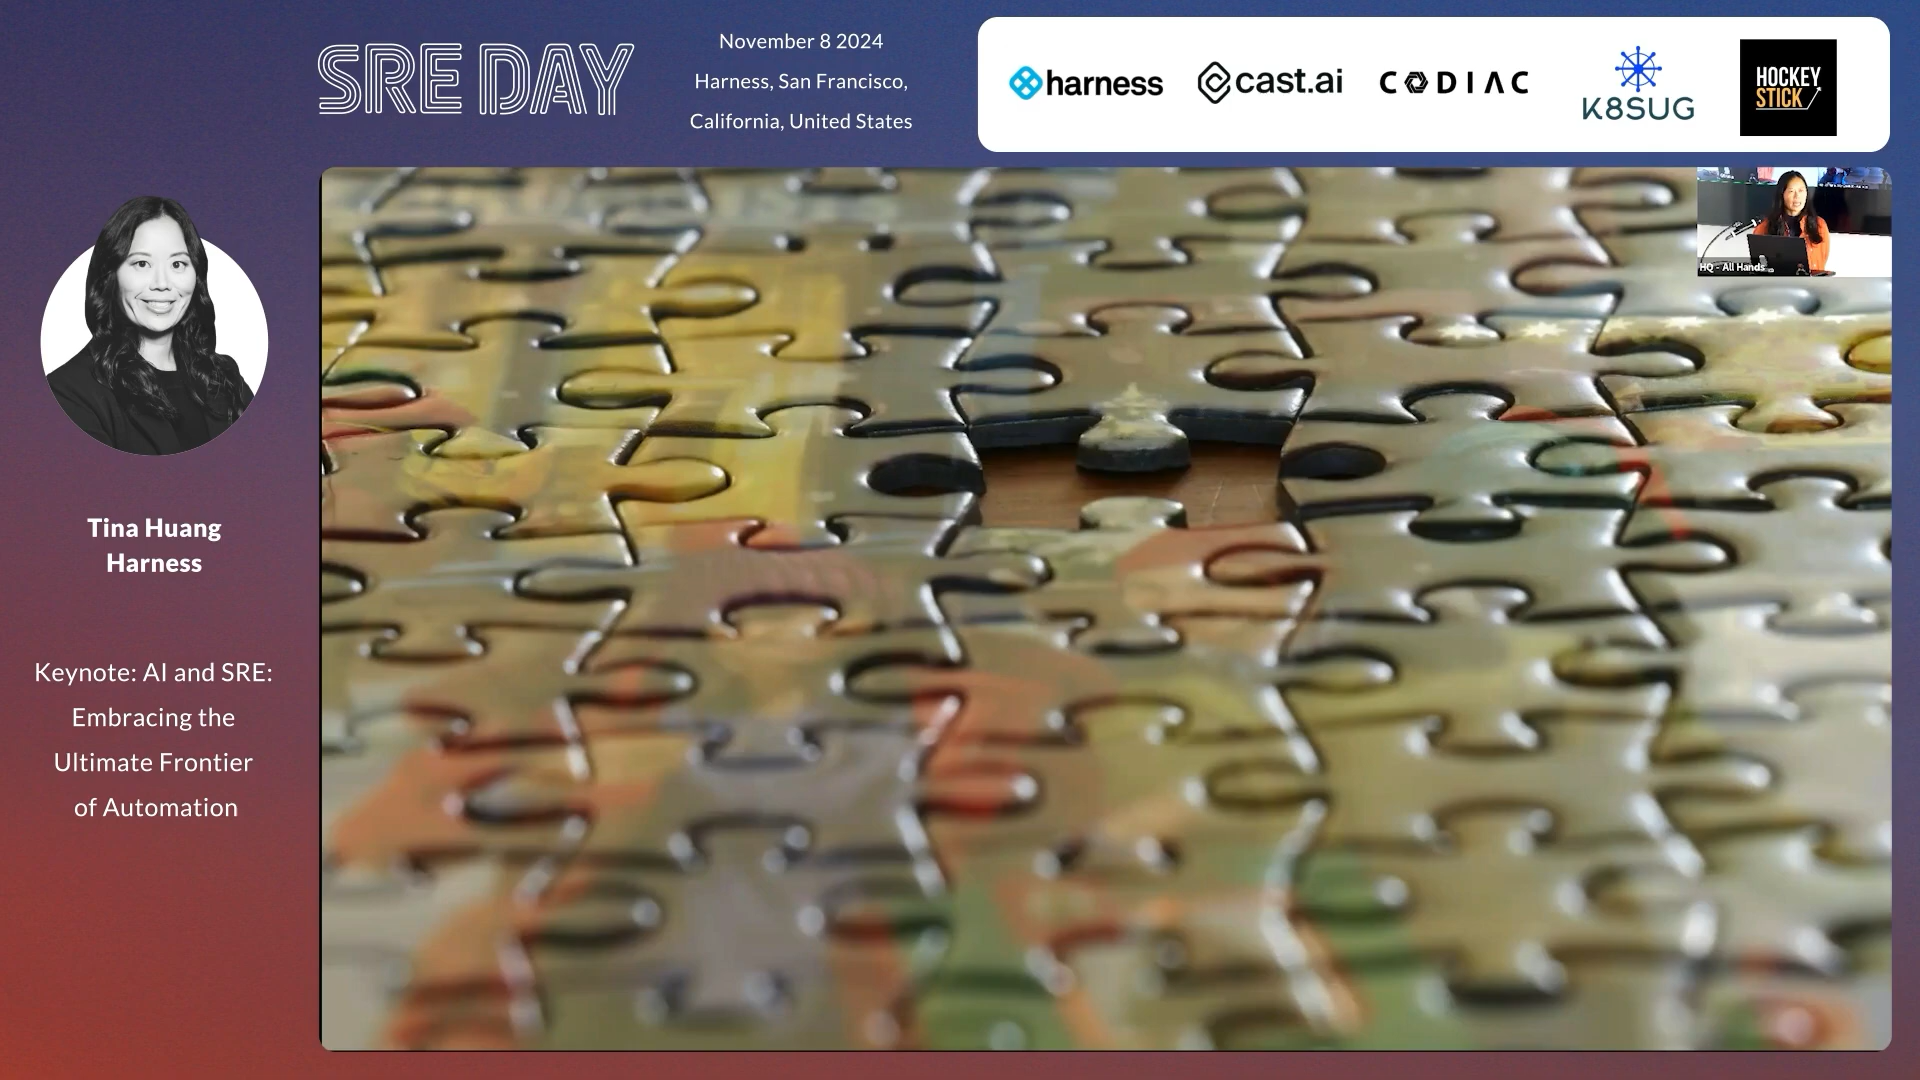 SRE DAY
November 8 2024
Harness, San Francisco,
California, United States
harness
cast.ai
CODIAC
K8SUG
HOCKEY
STICK
HQ - All Hands
Tina Huang
Harness
Keynote: AI and SRE:
Embracing the
Ultimate Frontier
of Automation